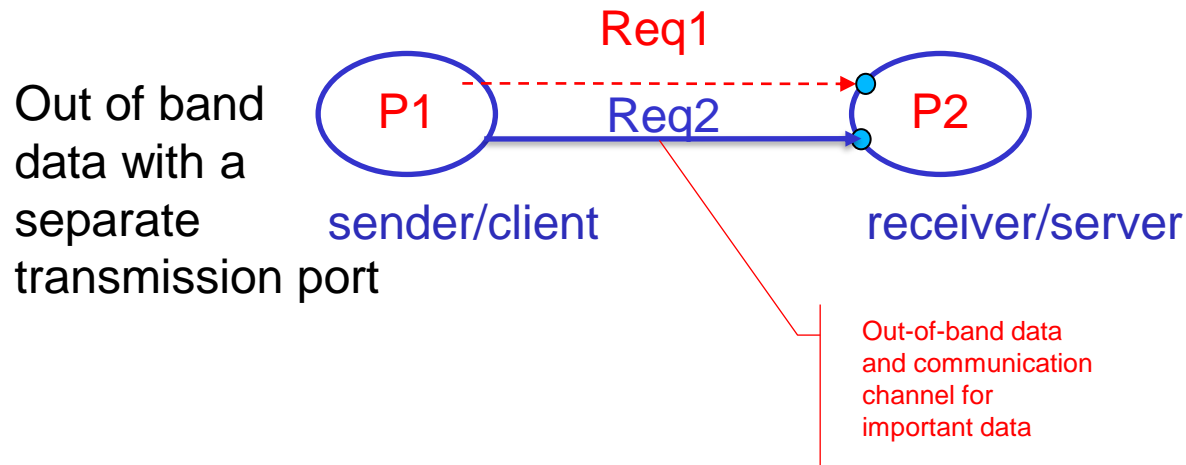 Req1
Out of band
data with a
separate
transmission port
P1
Req2
P2
sender/client
receiver/server
Out-of-band data
and communication
channel for
important data